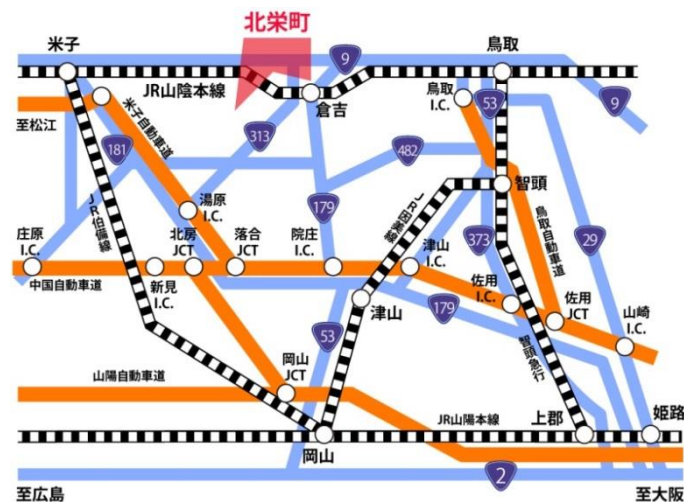 北栄町
米子
鳥取
9
JR山陰本線
倉吉
鳥取
I.C.
53
9
至松江
米子自動車道
181
313
482
智頭
湯原
I.C.
179
JR因美線
JR伯備線
373
鳥取自動車道
29
庄原
I.C.
北房
JCT
落合
JCT
院庄
I.C.
津山
I.C.
佐用
I.C.
佐用
JCT
山崎
I.C.
中国自動車道
新見
I.C.
津山
179
53
智頭急行
岡山
JCT
山陽自動車道
JR山陽本線
上郡
姫路
岡山
2
至広島
至大阪